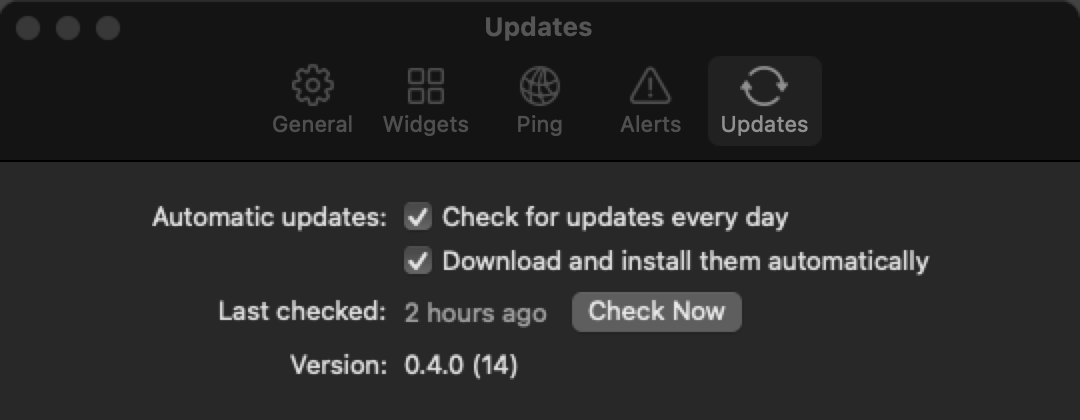 Updates
General Widgets Ping Alerts Updates
Automatic updates: Check for updates every day
Download and install them automatically
Last checked: 2 hours ago Check Now
Version: 0.4.0 (14)